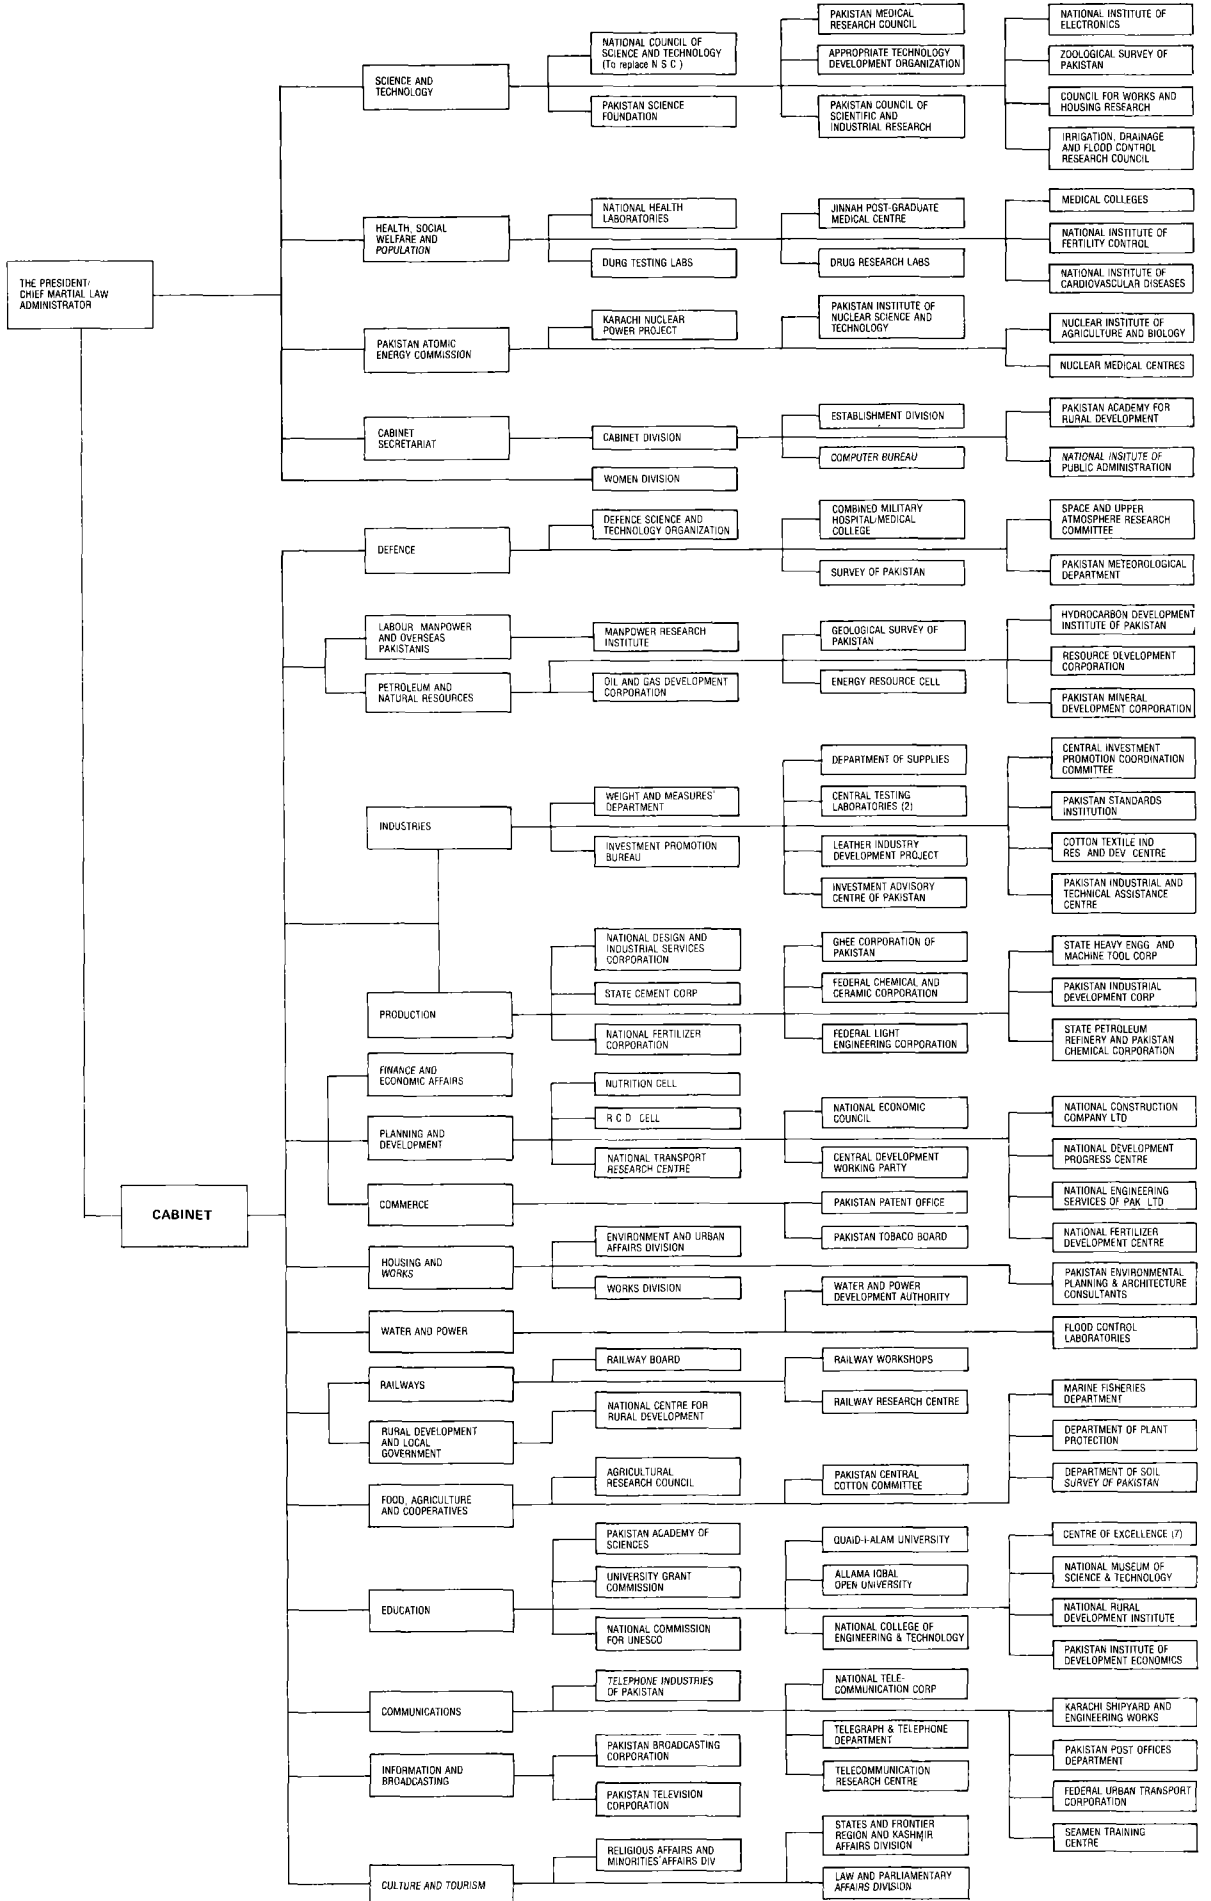 THE PRESIDENT/
CHIEF MARTIAL LAW
ADMINISTRATOR
SCIENCE AND
TECHNOLOGY
NATIONAL COUNCIL OF
SCIENCE AND TECHNOLOGY
(To replace N S C )
PAKISTAN SCIENCE
FOUNDATION
PAKISTAN MEDICAL
RESEARCH COUNCIL
APPROPRIATE TECHNOLOGY
DEVELOPMENT ORGANIZATION
PAKISTAN COUNCIL OF
SCIENTIFIC AND
INDUSTRIAL RESEARCH
NATIONAL INSTITUTE OF
ELECTRONICS
ZOOLOGICAL SURVEY OF
PAKISTAN
COUNCIL FOR WORKS AND
HOUSING RESEARCH
IRRIGATION, DRAINAGE
AND FLOOD CONTROL
RESEARCH COUNCIL
HEALTH, SOCIAL
WELFARE AND
POPULATION
NATIONAL HEALTH
LABORATORIES
DURG TESTING LABS
JINNAH POST-GRADUATE
MEDICAL CENTRE
DRUG RESEARCH LABS
MEDICAL COLLEGES
NATIONAL INSTITUTE OF
FERTILITY CONTROL
NATIONAL INSTITUTE OF
CARDIOVASCULAR DISEASES
PAKISTAN ATOMIC
ENERGY COMMISSION
KARACHI NUCLEAR
POWER PROJECT
PAKISTAN INSTITUTE OF
NUCLEAR SCIENCE AND
TECHNOLOGY
NUCLEAR INSTITUTE OF
AGRICULTURE AND BIOLOGY
NUCLEAR MEDICAL CENTRES
CABINET
SECRETARIAT
CABINET DIVISION
ESTABLISHMENT DIVISION
COMPUTER BUREAU
PAKISTAN ACADEMY FOR
RURAL DEVELOPMENT
NATIONAL INSITUTE OF
PUBLIC ADMINISTRATION
WOMEN DIVISION
CABINET
DEFENCE
DEFENCE SCIENCE AND
TECHNOLOGY ORGANIZATION
COMBINED MILITARY
HOSPITAL/MEDICAL
COLLEGE
SURVEY OF PAKISTAN
SPACE AND UPPER
ATMOSPHERE RESEARCH
COMMITTEE
PAKISTAN METEOROLOGICAL
DEPARTMENT
LABOUR MANPOWER
AND OVERSEAS
PAKISTANIS
MANPOWER RESEARCH
INSTITUTE
PETROLEUM AND
NATURAL RESOURCES
OIL AND GAS DEVELOPMENT
CORPORATION
GEOLOGICAL SURVEY OF
PAKISTAN
ENERGY RESOURCE CELL
HYDROCARBON DEVELOPMENT
INSTITUTE OF PAKISTAN
RESOURCE DEVELOPMENT
CORPORATION
PAKISTAN MINERAL
DEVELOPMENT CORPORATION
INDUSTRIES
WEIGHT AND MEASURES'
DEPARTMENT
INVESTMENT PROMOTION
BUREAU
DEPARTMENT OF SUPPLIES
CENTRAL TESTING
LABORATORIES (2)
LEATHER INDUSTRY
DEVELOPMENT PROJECT
INVESTMENT ADVISORY
CENTRE OF PAKISTAN
CENTRAL INVESTMENT
PROMOTION COORDINATION
COMMITTEE
PAKISTAN STANDARDS
INSTITUTION
COTTON TEXTILE IND
RES AND DEV CENTRE
PAKISTAN INDUSTRIAL AND
TECHNICAL ASSISTANCE
CENTRE
PRODUCTION
NATIONAL DESIGN AND
INDUSTRIAL SERVICES
CORPORATION
STATE CEMENT CORP
NATIONAL FERTILIZER
CORPORATION
GHEE CORPORATION OF
PAKISTAN
FEDERAL CHEMICAL AND
CERAMIC CORPORATION
FEDERAL LIGHT
ENGINEERING CORPORATION
STATE HEAVY ENGG AND
MACHINE TOOL CORP
PAKISTAN INDUSTRIAL
DEVELOPMENT CORP
STATE PETROLEUM
REFINERY AND PAKISTAN
CHEMICAL CORPORATION
FINANCE AND
ECONOMIC AFFAIRS
PLANNING AND
DEVELOPMENT
NUTRITION CELL
R C D CELL
NATIONAL TRANSPORT
RESEARCH CENTRE
NATIONAL ECONOMIC
COUNCIL
CENTRAL DEVELOPMENT
WORKING PARTY
NATIONAL CONSTRUCTION
COMPANY LTD
NATIONAL DEVELOPMENT
PROGRESS CENTRE
NATIONAL ENGINEERING
SERVICES OF PAK LTD
NATIONAL FERTILIZER
DEVELOPMENT CENTRE
COMMERCE
PAKISTAN PATENT OFFICE
PAKISTAN TOBACO BOARD
HOUSING AND
WORKS
ENVIRONMENT AND URBAN
AFFAIRS DIVISION
WORKS DIVISION
PAKISTAN ENVIRONMENTAL
PLANNING & ARCHITECTURE
CONSULTANTS
WATER AND POWER
WATER AND POWER
DEVELOPMENT AUTHORITY
FLOOD CONTROL
LABORATORIES
RAILWAYS
RAILWAY BOARD
RAILWAY WORKSHOPS
RAILWAY RESEARCH CENTRE
RURAL DEVELOPMENT
AND LOCAL
GOVERNMENT
NATIONAL CENTRE FOR
RURAL DEVELOPMENT
FOOD, AGRICULTURE
AND COOPERATIVES
AGRICULTURAL
RESEARCH COUNCIL
PAKISTAN CENTRAL
COTTON COMMITTEE
MARINE FISHERIES
DEPARTMENT
DEPARTMENT OF PLANT
PROTECTION
DEPARTMENT OF SOIL
SURVEY OF PAKISTAN
EDUCATION
PAKISTAN ACADEMY OF
SCIENCES
UNIVERSITY GRANT
COMMISSION
NATIONAL COMMISSION
FOR UNESCO
QUAID-I-ALAM UNIVERSITY
ALLAMA IQBAL
OPEN UNIVERSITY
NATIONAL COLLEGE OF
ENGINEERING & TECHNOLOGY
CENTRE OF EXCELLENCE (7)
NATIONAL MUSEUM OF
SCIENCE & TECHNOLOGY
NATIONAL RURAL
DEVELOPMENT INSTITUTE
PAKISTAN INSTITUTE OF
DEVELOPMENT ECONOMICS
COMMUNICATIONS
TELEPHONE INDUSTRIES
OF PAKISTAN
NATIONAL TELE-
COMMUNICATION CORP
TELEGRAPH & TELEPHONE
DEPARTMENT
TELECOMMUNICATION
RESEARCH CENTRE
KARACHI SHIPYARD AND
ENGINEERING WORKS
PAKISTAN POST OFFICES
DEPARTMENT
FEDERAL URBAN TRANSPORT
CORPORATION
SEAMEN TRAINING
CENTRE
INFORMATION AND
BROADCASTING
PAKISTAN BROADCASTING
CORPORATION
PAKISTAN TELEVISION
CORPORATION
CULTURE AND TOURISM
RELIGIOUS AFFAIRS AND
MINORITIES' AFFAIRS DIV
STATES AND FRONTIER
REGION AND KASHMIR
AFFAIRS DIVISION
LAW AND PARLIAMENTARY
AFFAIRS DIVISION